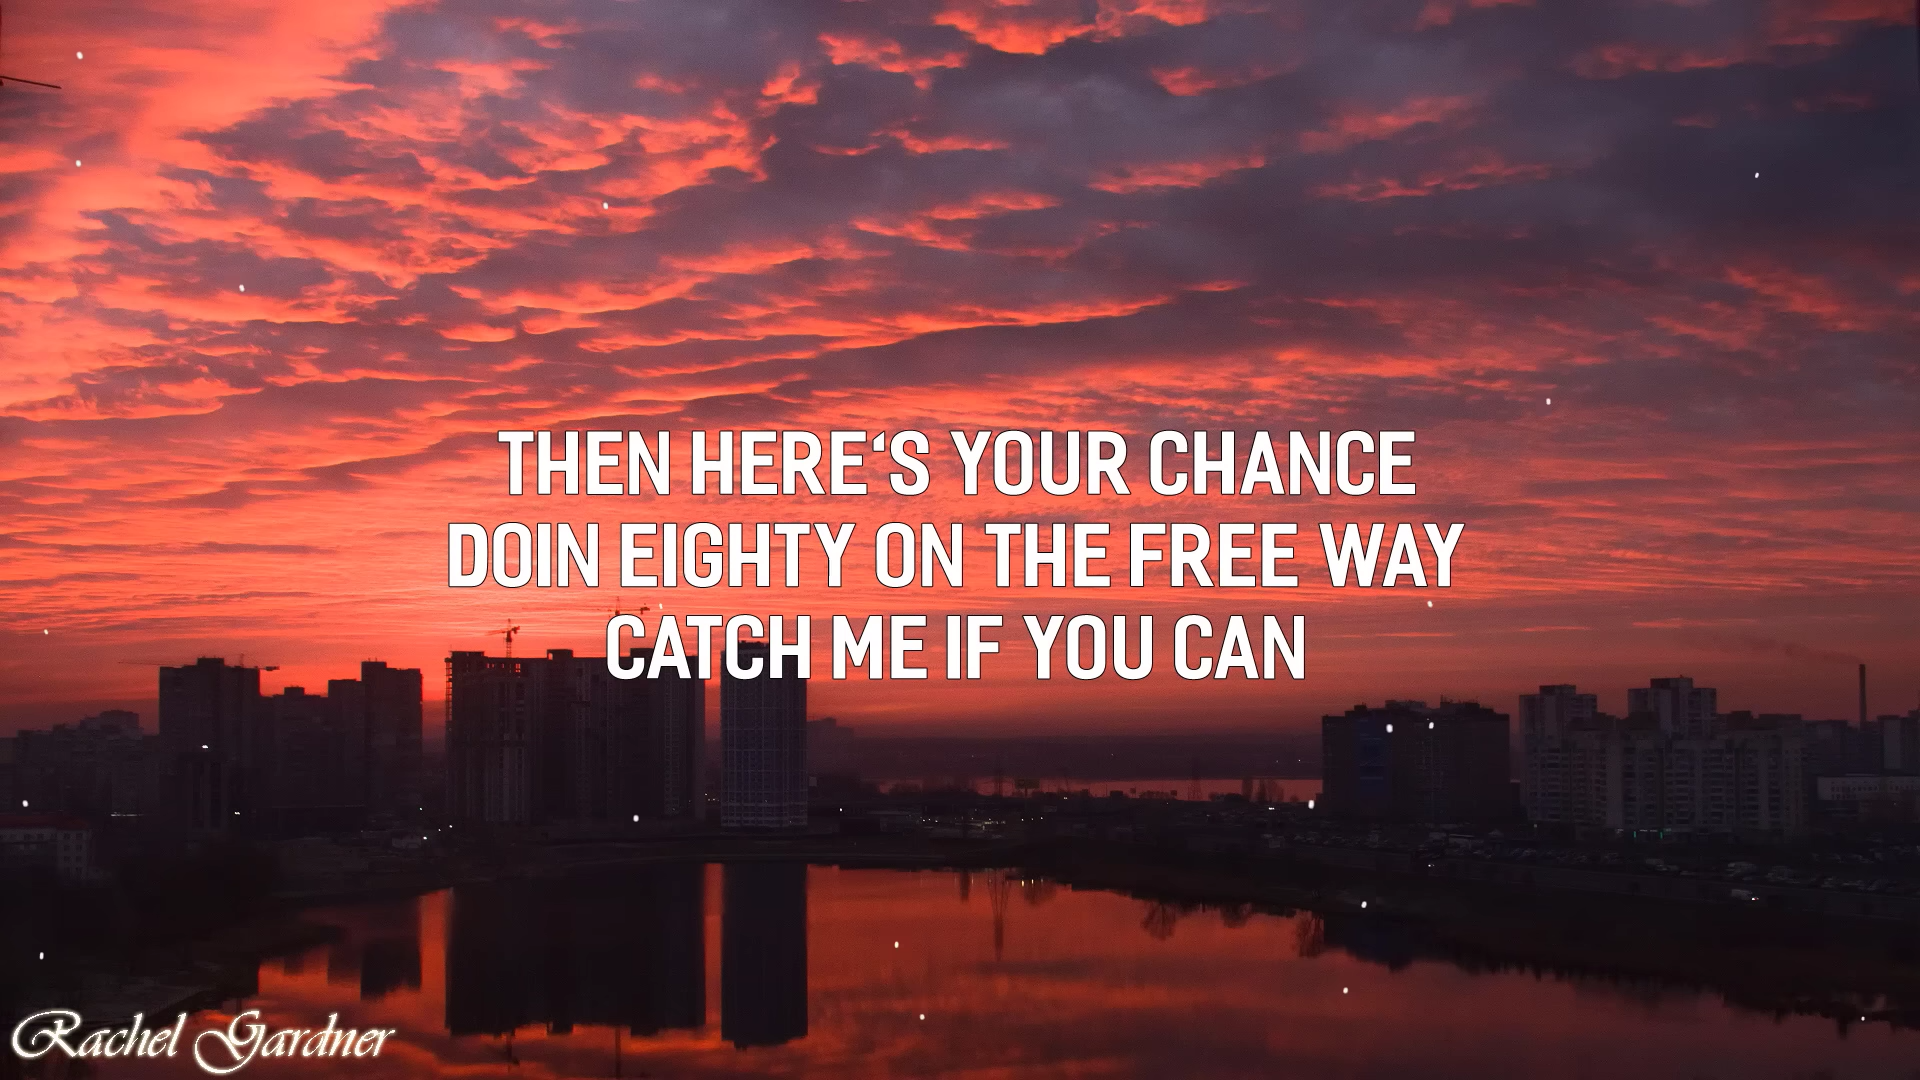 THEN HERE‘S YOUR CHANCE
DOIN EIGHTY ON THE FREE WAY
CATCH ME IF YOU CAN
Rachel Gardner